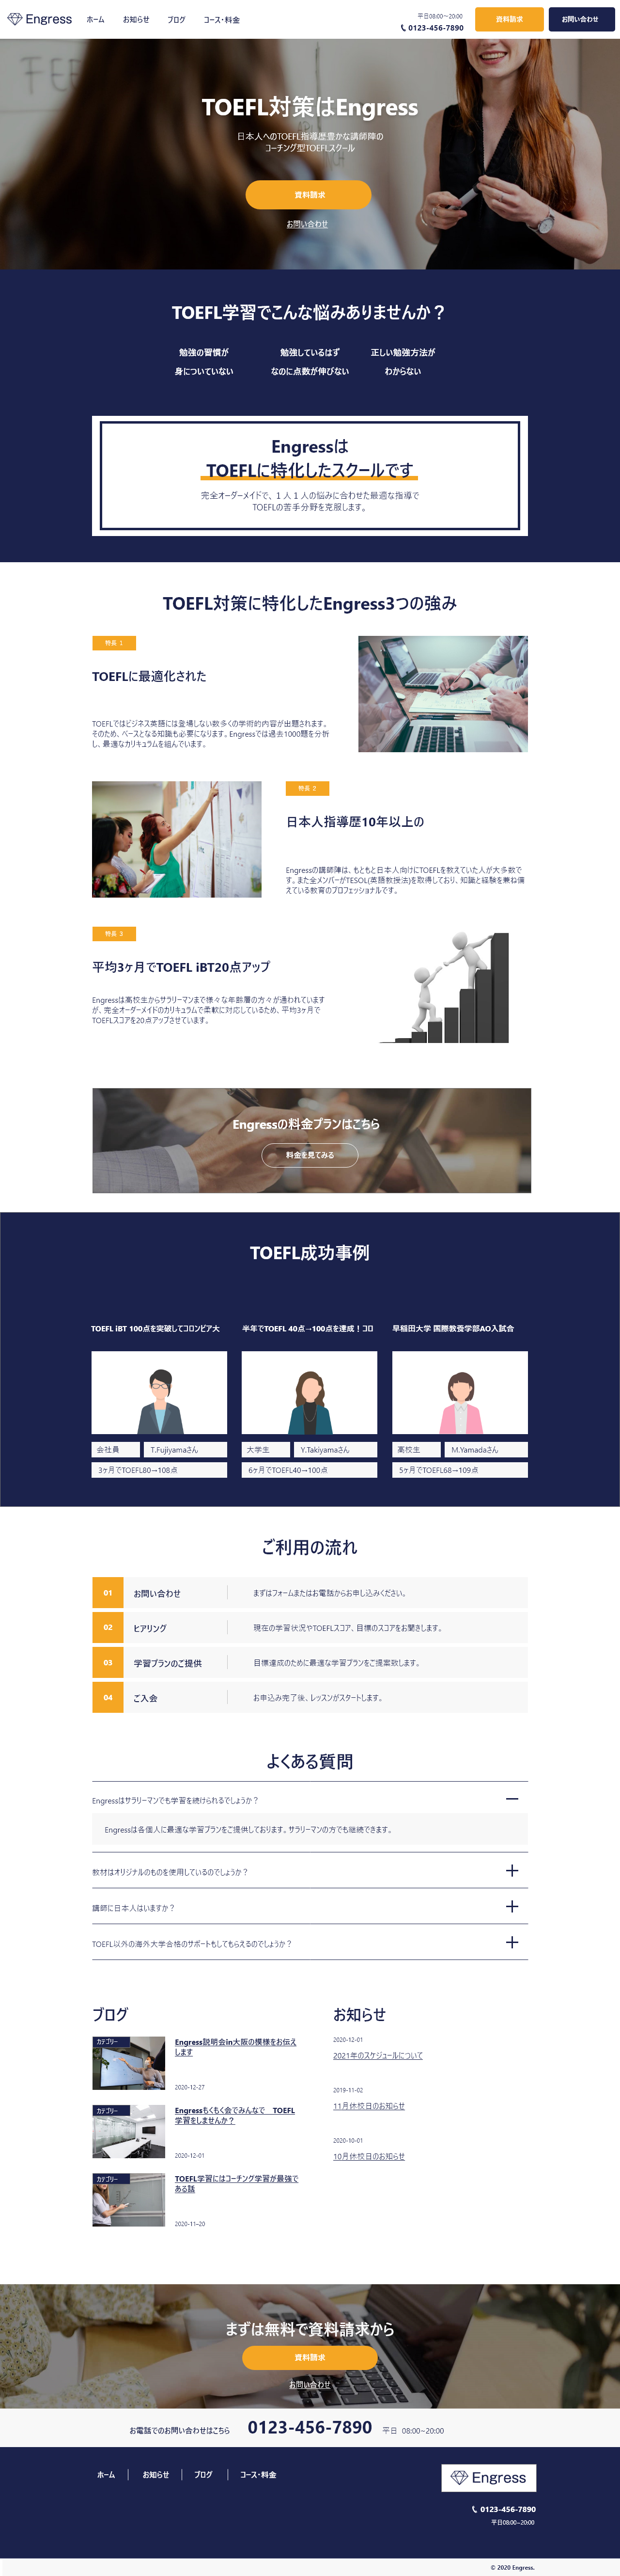 Engress
ホーム
お知らせ
ブログ
コース・料金
平日08:00〜20:00
0123-456-7890
資料請求
お問い合わせ
TOEFL対策はEngress
日本人へのTOEFL指導歴豊かな講師陣の
コーチング型TOEFLスクール
資料請求
お問い合わせ
TOEFL学習でこんな悩みありませんか？
勉強の習慣が
身についていない
勉強しているはず
なのに点数が伸びない
正しい勉強方法が
わからない
Engressは
TOEFLに特化したスクールです
完全オーダーメイドで、１人１人の悩みに合わせた最適な指導で
TOEFLの苦手分野を克服します。
TOEFL対策に特化したEngress3つの強み
特長 1
TOEFLに最適化された
TOEFLではビジネス英語には登場しない数多くの学術的内容が出題されます。
そのため、ベースとなる知識も必要になります。Engressでは過去1000題を分析
し、最適なカリキュラムを組んでいます。
特長 2
日本人指導歴10年以上の
Engressの講師陣は、もともと日本人向けにTOEFLを教えていた人が大多数で
す。また全メンバーがTESOL(英語教授法)を取得しており、知識と経験を兼ね備
えている教育のプロフェッショナルです。
特長 3
平均3ヶ月でTOEFL iBT20点アップ
Engressは高校生からサラリーマンまで様々な年齢層の方々が通われています
が、完全オーダーメイドのカリキュラムで柔軟に対応しているため、平均3ヶ月で
TOEFLスコアを20点アップさせています。
Engressの料金プランはこちら
料金を見てみる
TOEFL成功事例
TOEFL iBT 100点を突破してコロンビア大
会社員
T.Fujiyamaさん
3ヶ月でTOEFL80→108点
半年でTOEFL 40点→100点を達成！コロ
大学生
Y.Takiyamaさん
6ヶ月でTOEFL40→100点
早稲田大学 国際教養学部AO入試合
高校生
M.Yamadaさん
5ヶ月でTOEFL68→109点
ご利用の流れ
01
お問い合わせ
まずはフォームまたはお電話からお申し込みください。
02
ヒアリング
現在の学習状況やTOEFLスコア、目標のスコアをお聞きします。
03
学習プランのご提供
目標達成のために最適な学習プランをご提案致します。
04
ご入会
お申込み完了後、レッスンがスタートします。
よくある質問
Engressはサラリーマンでも学習を続けられるでしょうか？
Engressは各個人に最適な学習プランをご提供しております。サラリーマンの方でも継続できます。
教材はオリジナルのものを使用しているのでしょうか？
講師に日本人はいますか？
TOEFL以外の海外大学合格のサポートもしてもらえるのでしょうか？
ブログ
カテゴリー
Engress説明会in大阪の模様をお伝え
します
2020-12-27
カテゴリー
Engressもくもく会でみんなで　TOEFL
学習をしませんか？
2020-12-01
カテゴリー
TOEFL学習にはコーチング学習が最強で
ある話
2020-11-20
お知らせ
2020-12-01
2021年のスケジュールについて
2019-11-02
11月休校日のお知らせ
2020-10-01
10月休校日のお知らせ
まずは無料で資料請求から
資料請求
お問い合わせ
お電話でのお問い合わせはこちら
0123-456-7890
平日 08:00~20:00
ホーム
お知らせ
ブログ
コース・料金
Engress
0123-456-7890
平日08:00~20:00
© 2020 Engress.